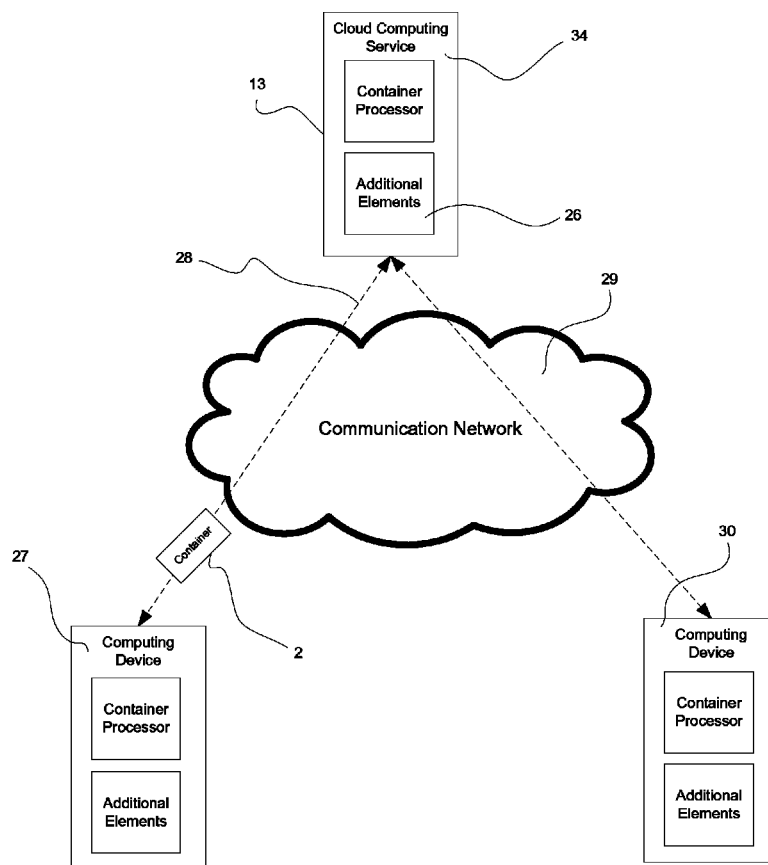 Cloud Computing
Service
34
13
Container
Processor
Additional
Elements
26
28
29
Communication Network
Container
27
2
30
Computing
Device
Container
Processor
Additional
Elements
Computing
Device
Container
Processor
Additional
Elements